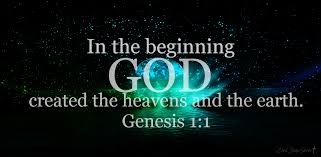 In the beginning
GOD
created the heavens and the earth.
Genesis 1:1